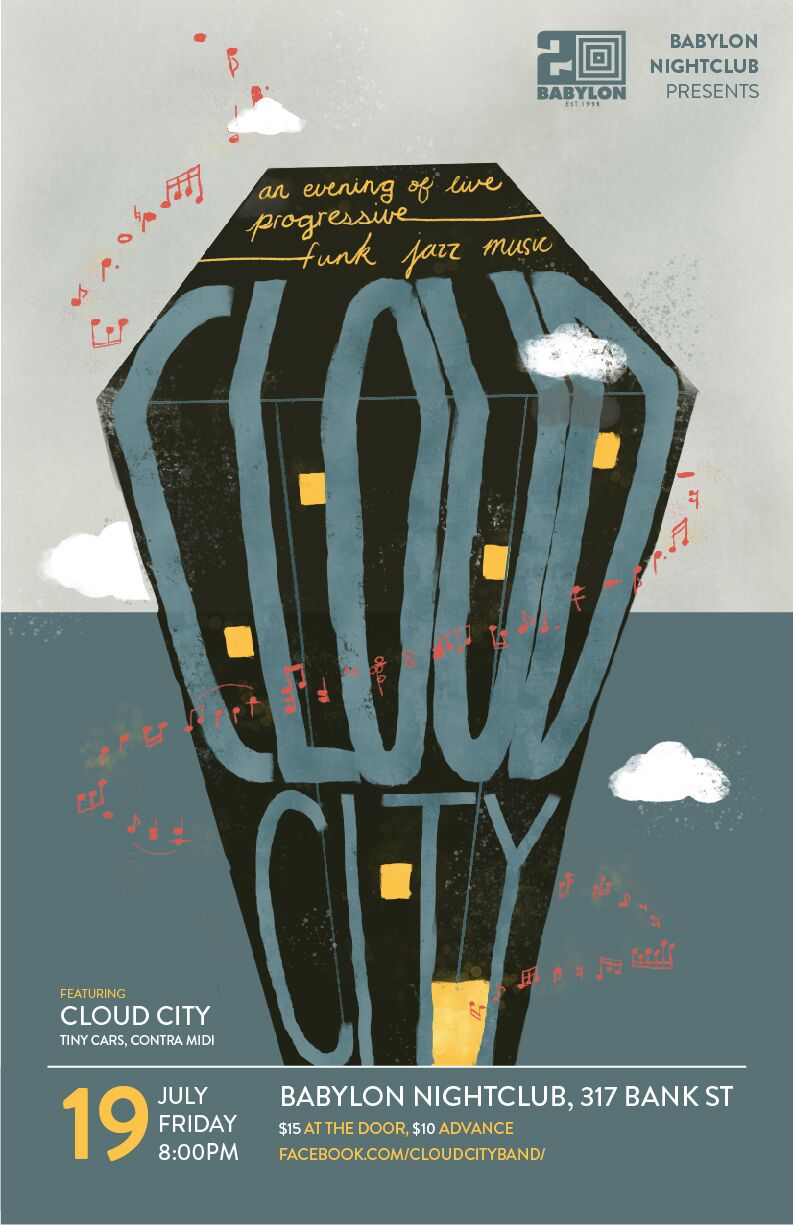 20
BABYLON
EST. 1998
BABYLON
NIGHTCLUB
PRESENTS
an evening of live
progressive
funk jazz music
CLOUD
CITY
FEATURING
CLOUD CITY
TINY CARS, CONTRA MIDI
19
JULY
FRIDAY
8:00PM
BABYLON NIGHTCLUB, 317 BANK ST
$15 AT THE DOOR, $10 ADVANCE
FACEBOOK.COM/CLOUDCITYBAND/